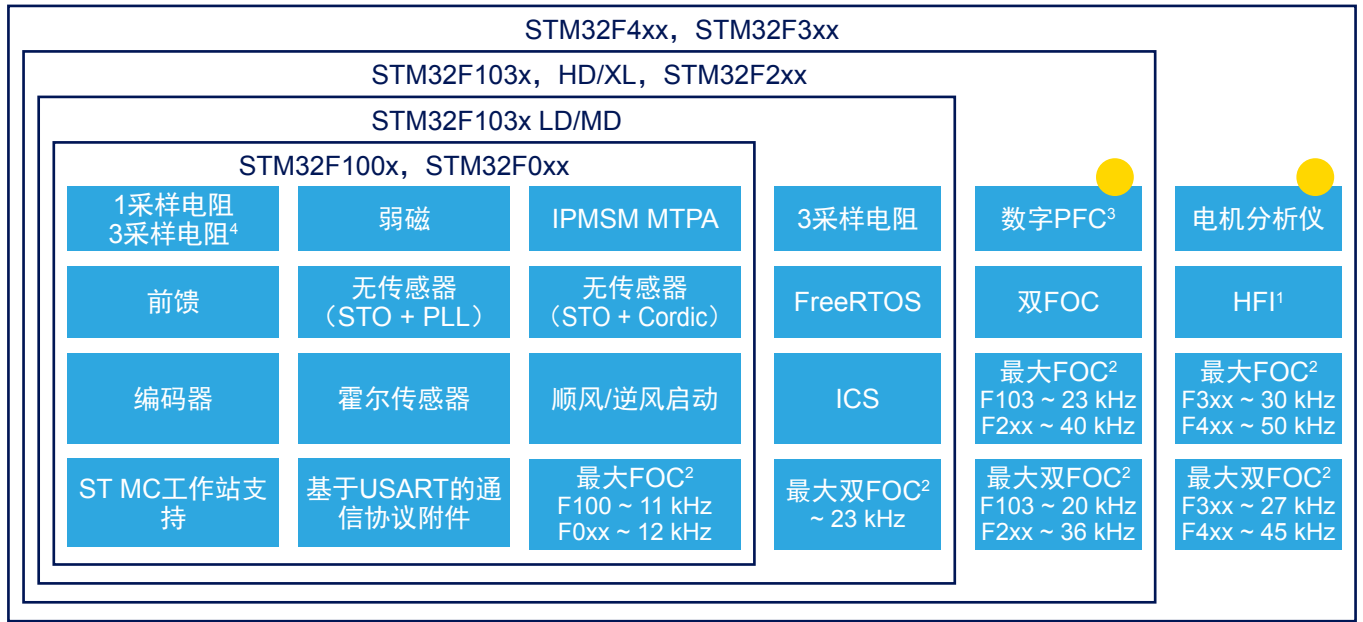 STM32F4xx，STM32F3xx
STM32F103x，HD/XL，STM32F2xx
STM32F103x LD/MD
STM32F100x，STM32F0xx
1采样电阻
3采样电阻⁴
弱磁
IPMSM MTPA
3采样电阻
数字PFC³
电机分析仪
前馈
无传感器
（STO + PLL）
无传感器
（STO + Cordic）
FreeRTOS
双FOC
HFI¹
编码器
霍尔传感器
顺风/逆风启动
ICS
最大FOC²
F103 ~ 23 kHz
F2xx ~ 40 kHz
最大FOC²
F3xx ~ 30 kHz
F4xx ~ 50 kHz
ST MC工作站支
持
基于USART的通
信协议附件
最大FOC²
F100 ~ 11 kHz
F0xx ~ 12 kHz
最大双FOC²
~ 23 kHz
最大双FOC²
F103 ~ 20 kHz
F2xx ~ 36 kHz
最大双FOC²
F3xx ~ 27 kHz
F4xx ~ 45 kHz